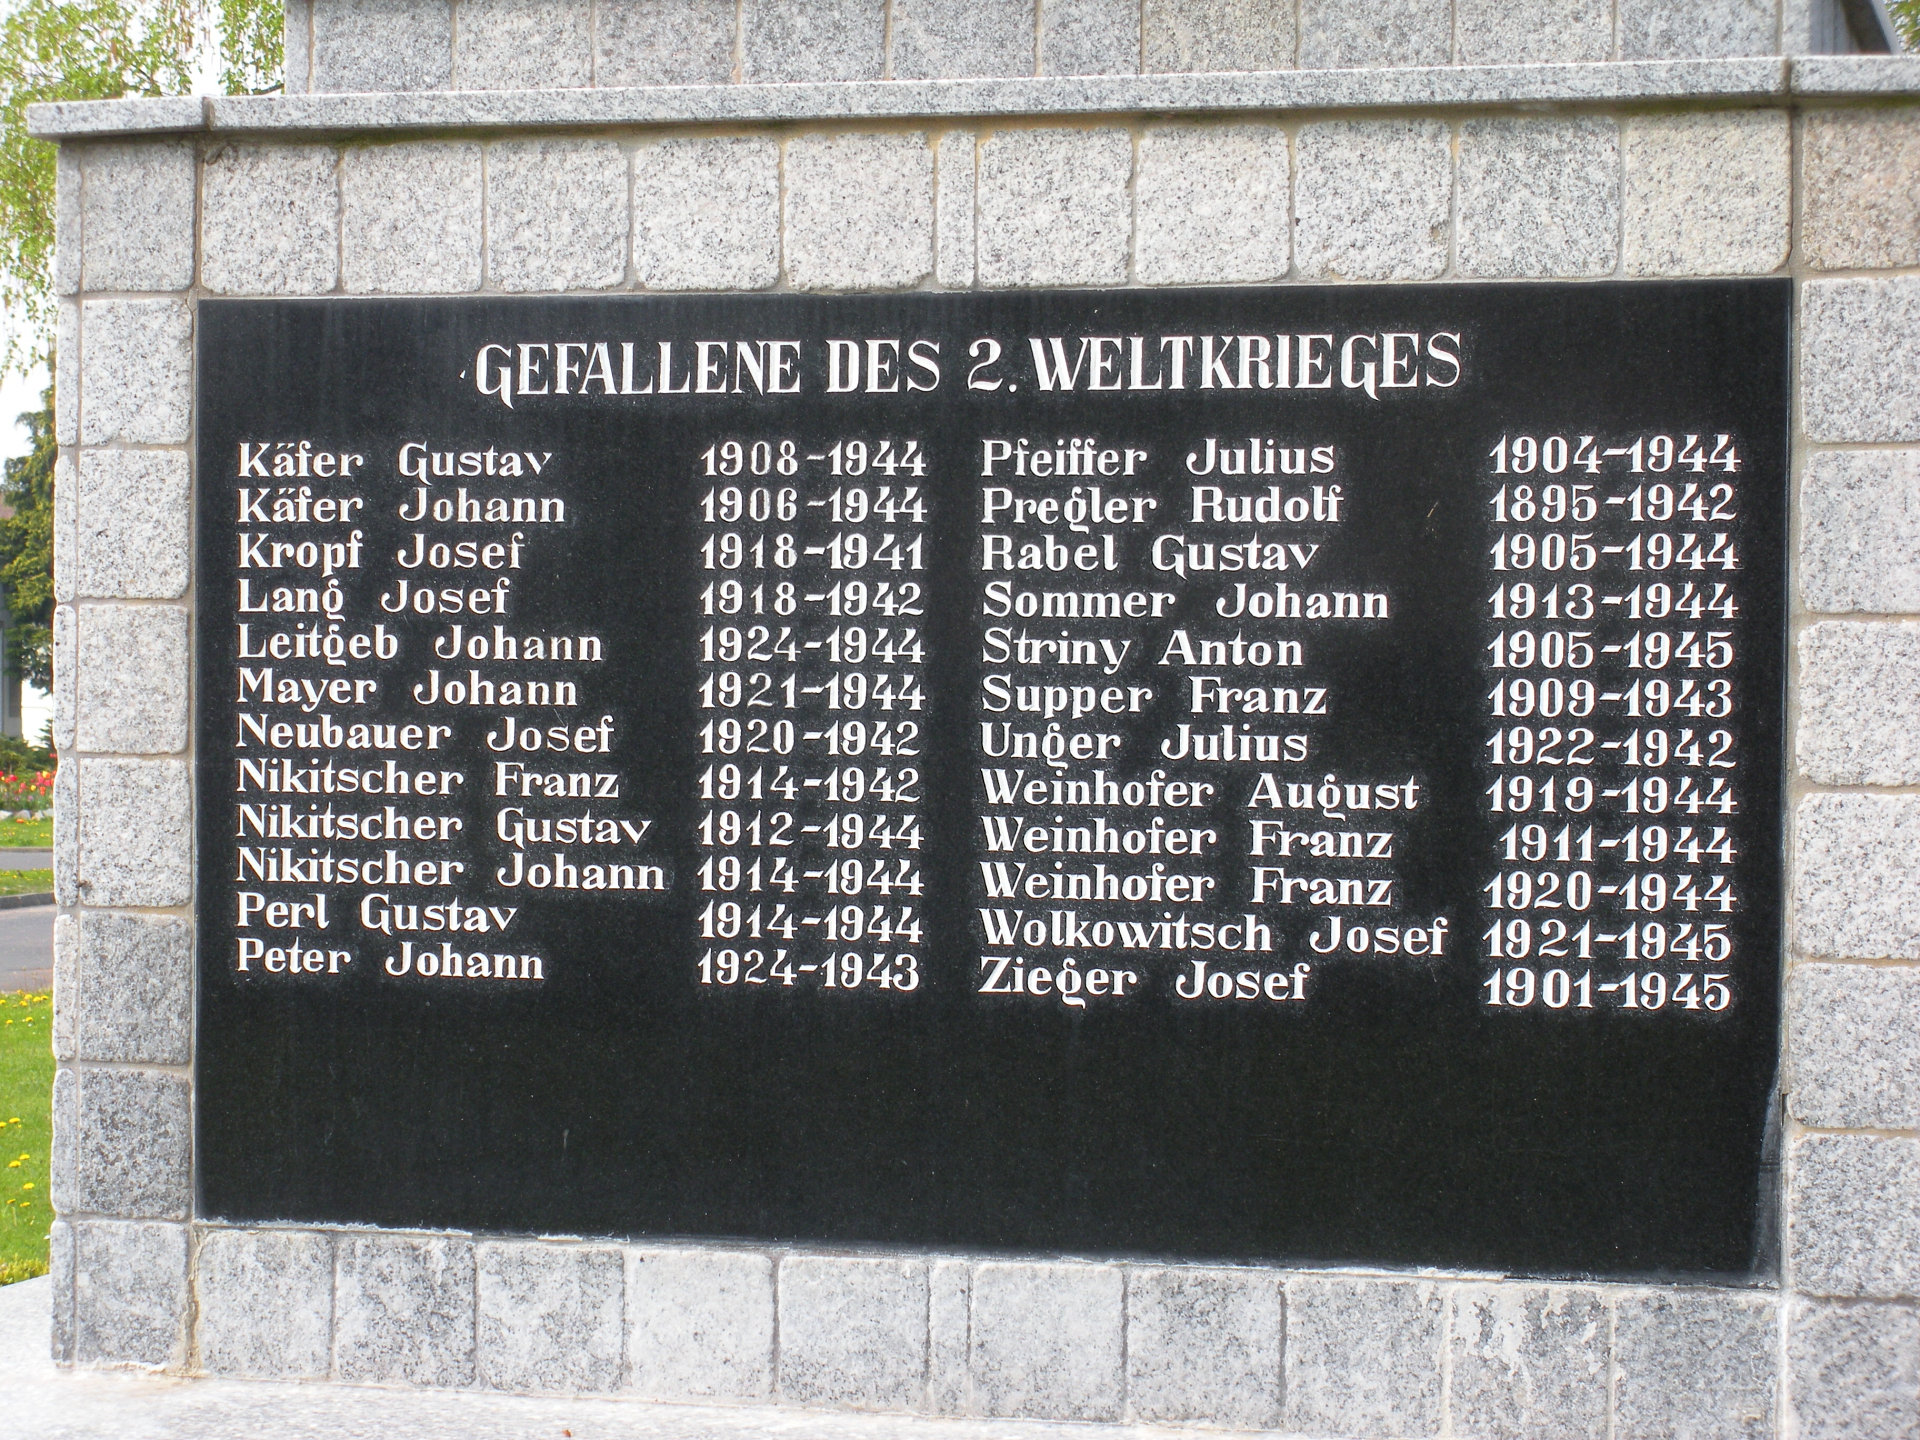 GEFALLENE DES 2. WELTKRIEGES
Käfer Gustav 1908-1944
Käfer Johann 1906-1944
Kropf Josef 1918-1941
Lang Josef 1918-1942
Leitgeb Johann 1924-1944
Mayer Johann 1921-1944
Neubauer Josef 1920-1942
Nikitscher Franz 1914-1942
Nikitscher Gustav 1912-1944
Nikitscher Johann 1914-1944
Perl Gustav 1914-1944
Peter Johann 1924-1943
Pfeiffer Julius 1904-1944
Pregler Rudolf 1895-1942
Rabel Gustav 1905-1944
Sommer Johann 1913-1944
Striny Anton 1905-1945
Supper Franz 1909-1943
Unger Julius 1922-1942
Weinhofer August 1919-1944
Weinhofer Franz 1911-1944
Weinhofer Franz 1920-1944
Wolkowitsch Josef 1921-1945
Zieger Josef 1901-1945